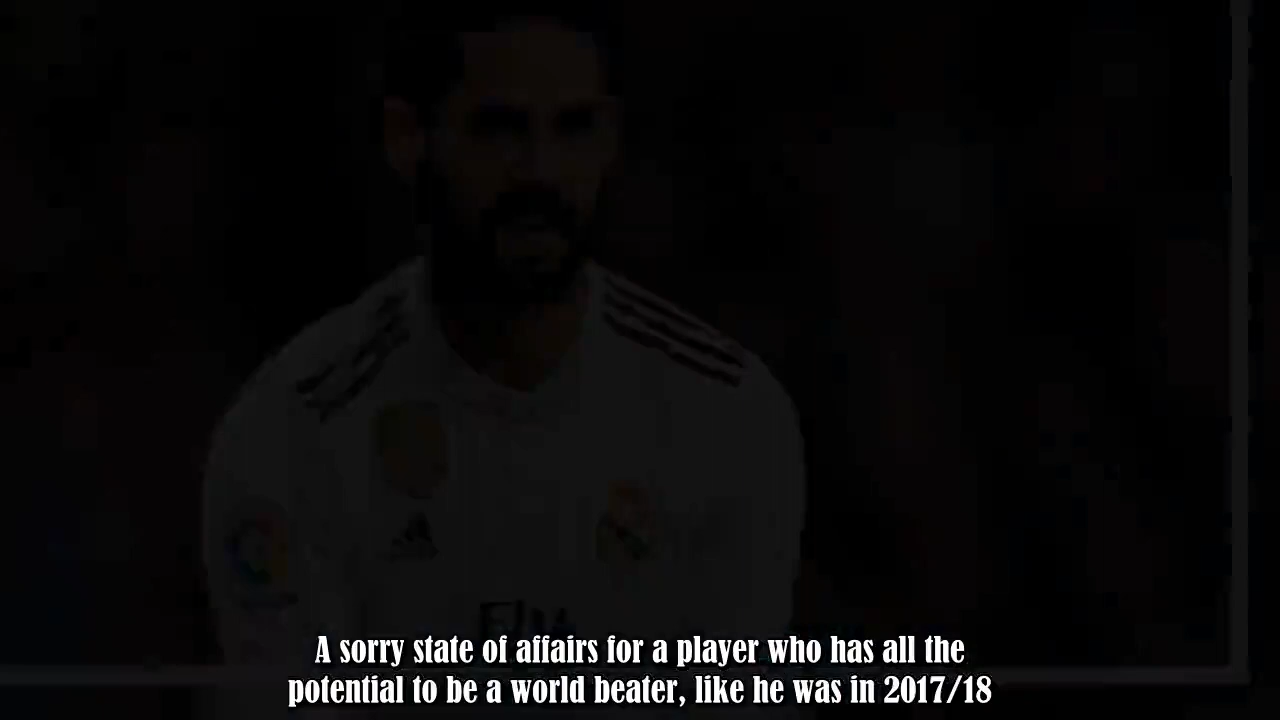 Fly
A sorry state of affairs for a player who has all the
potential to be a world beater, like he was in 2017/18